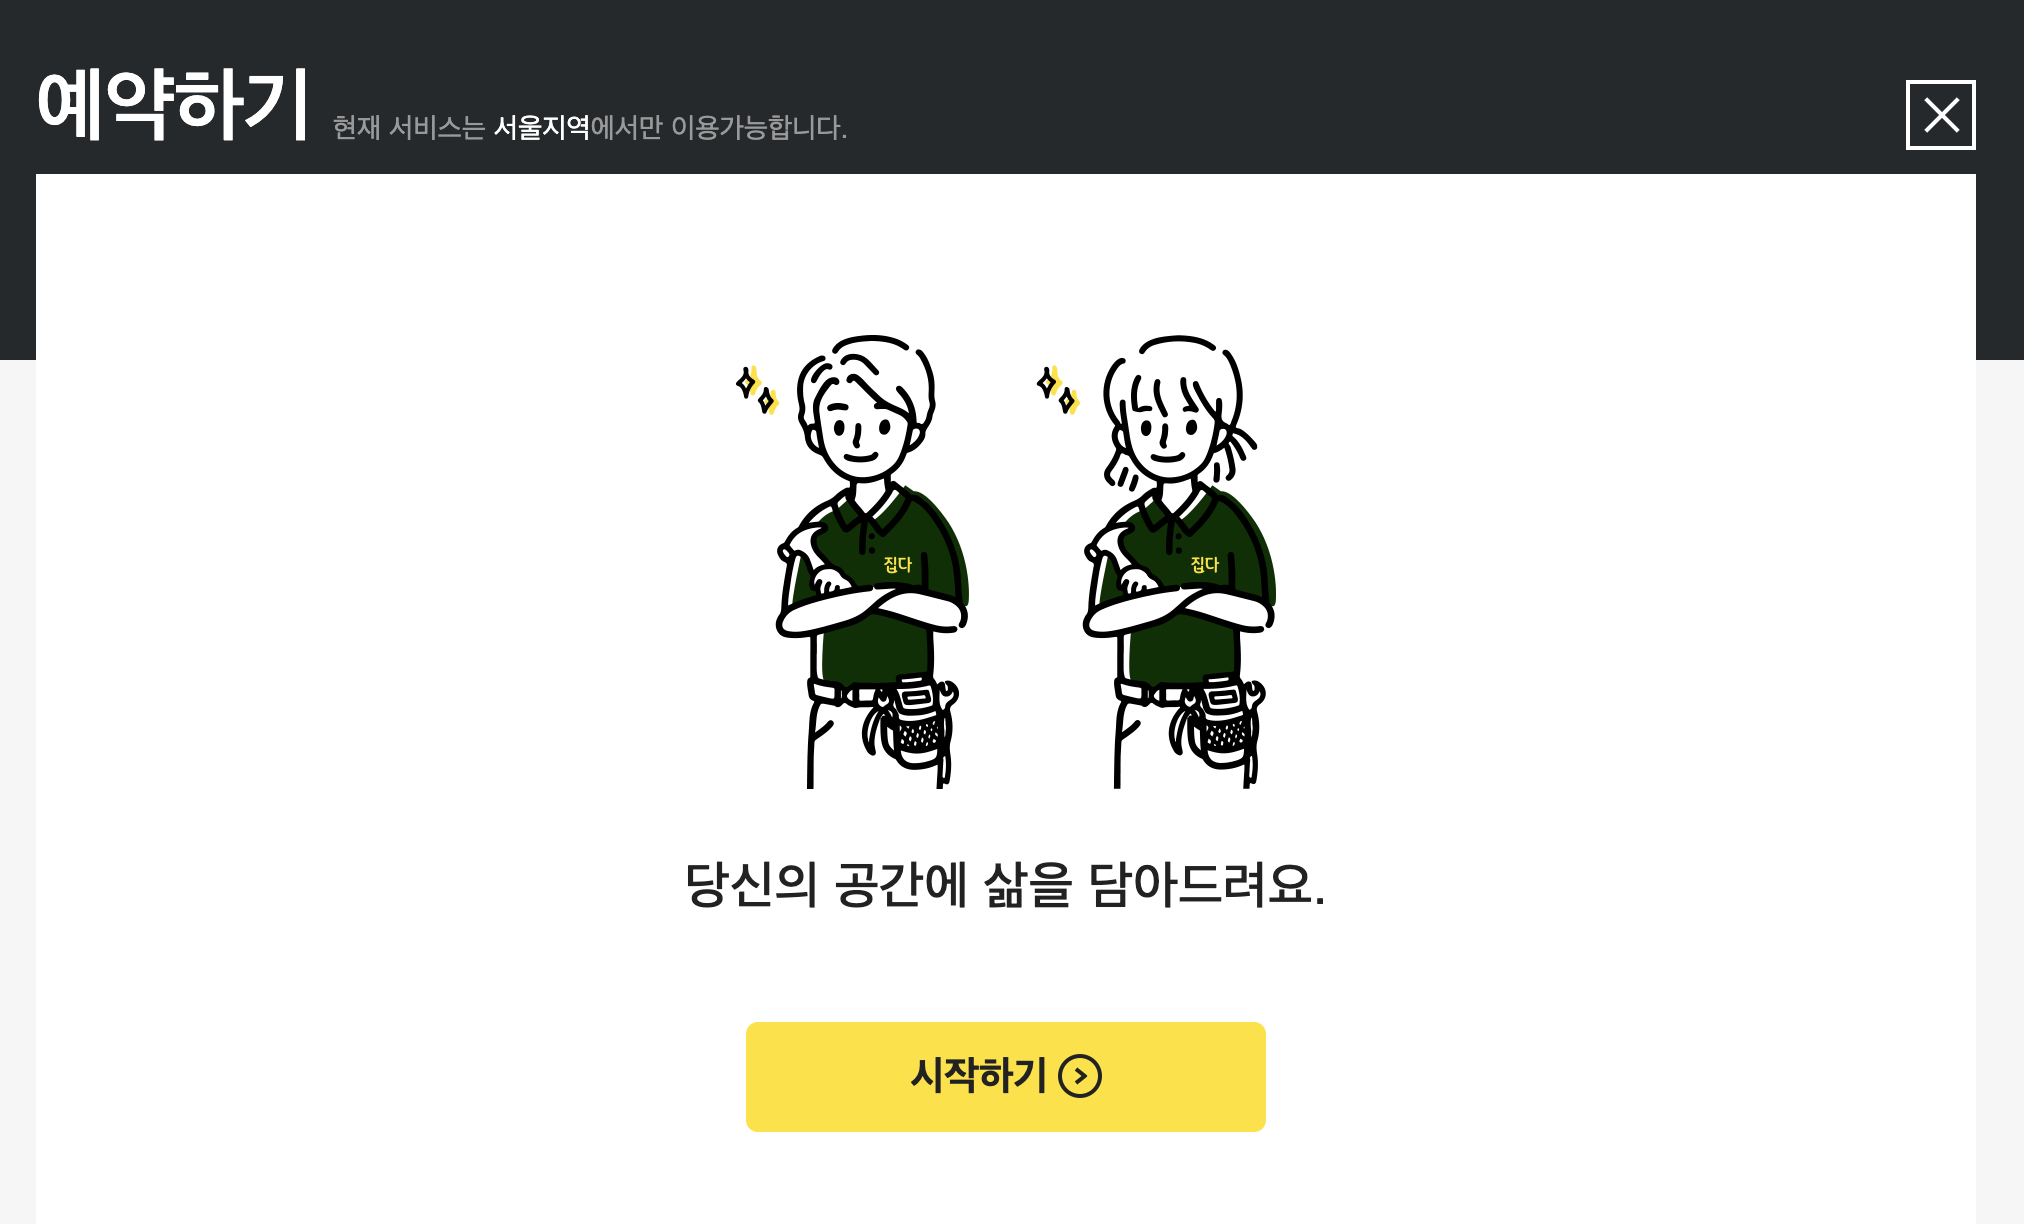 예약하기 현재 서비스는 서울지역에서만 이용가능합니다.
집다 집다
당신의 공간에 삶을 담아드려요.
시작하기